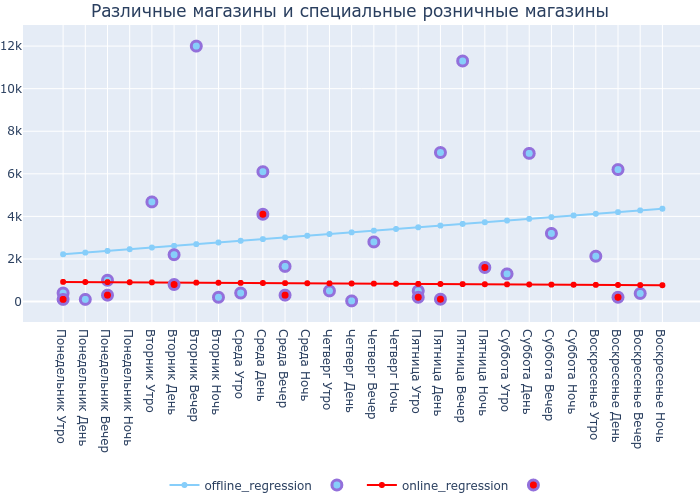 Различные магазины и специальные розничные магазины
12k
10k
8k
6k
4k
2k
0
Понедельник Утро
Понедельник День
Понедельник Вечер
Понедельник Ночь
Вторник Утро
Вторник День
Вторник Вечер
Вторник Ночь
Среда Утро
Среда День
Среда Вечер
Среда Ночь
Четверг Утро
Четверг День
Четверг Вечер
Четверг Ночь
Пятница Утро
Пятница День
Пятница Вечер
Пятница Ночь
Суббота Утро
Суббота День
Суббота Вечер
Суббота Ночь
Воскресенье Утро
Воскресенье День
Воскресенье Вечер
Воскресенье Ночь
offline_regression
online_regression